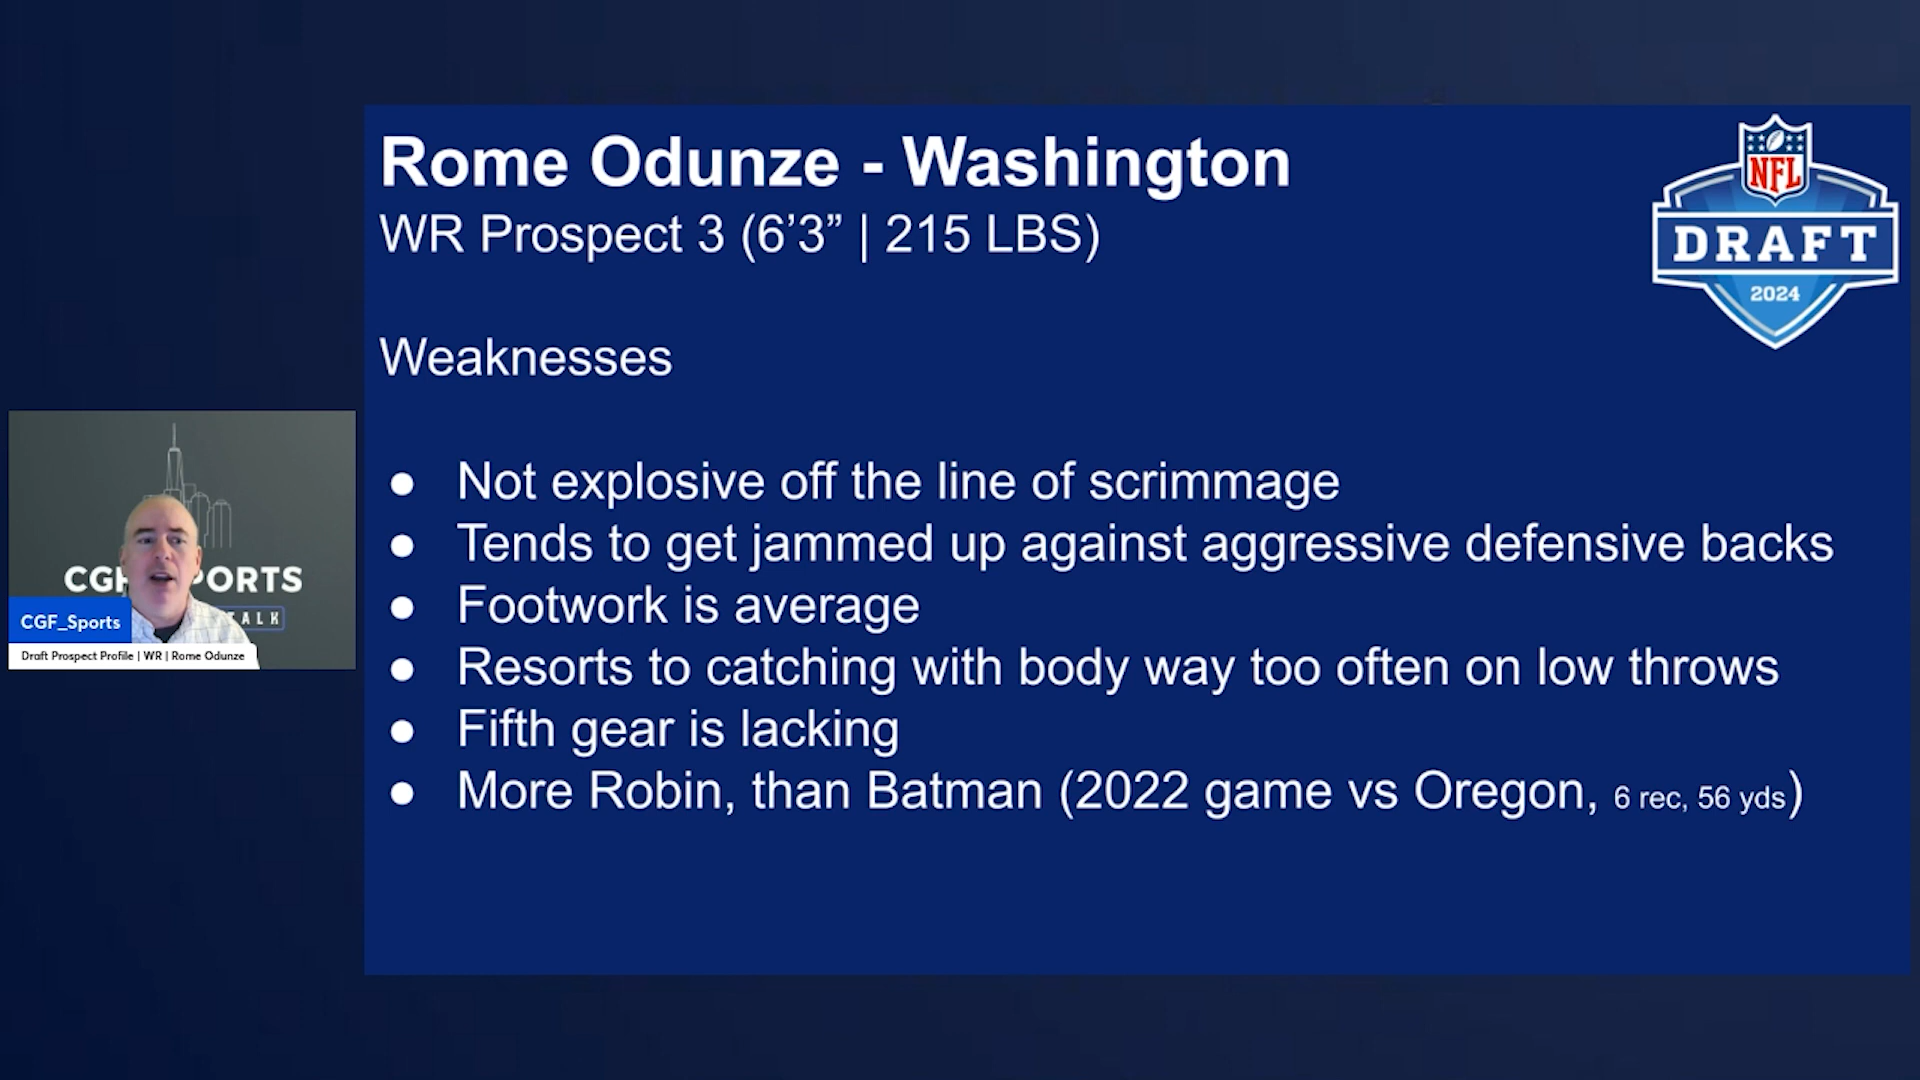 Rome Odunze - Washington
WR Prospect 3 (6’3” | 215 LBS)
NFL
DRAFT
2024
Weaknesses
● Not explosive off the line of scrimmage
● Tends to get jammed up against aggressive defensive backs
● Footwork is average
● Resorts to catching with body way too often on low throws
● Fifth gear is lacking
● More Robin, than Batman (2022 game vs Oregon, 6 rec, 56 yds)
CGF PORTS
TALK
CGF_Sports
Draft Prospect Profile | WR | Rome Odunze